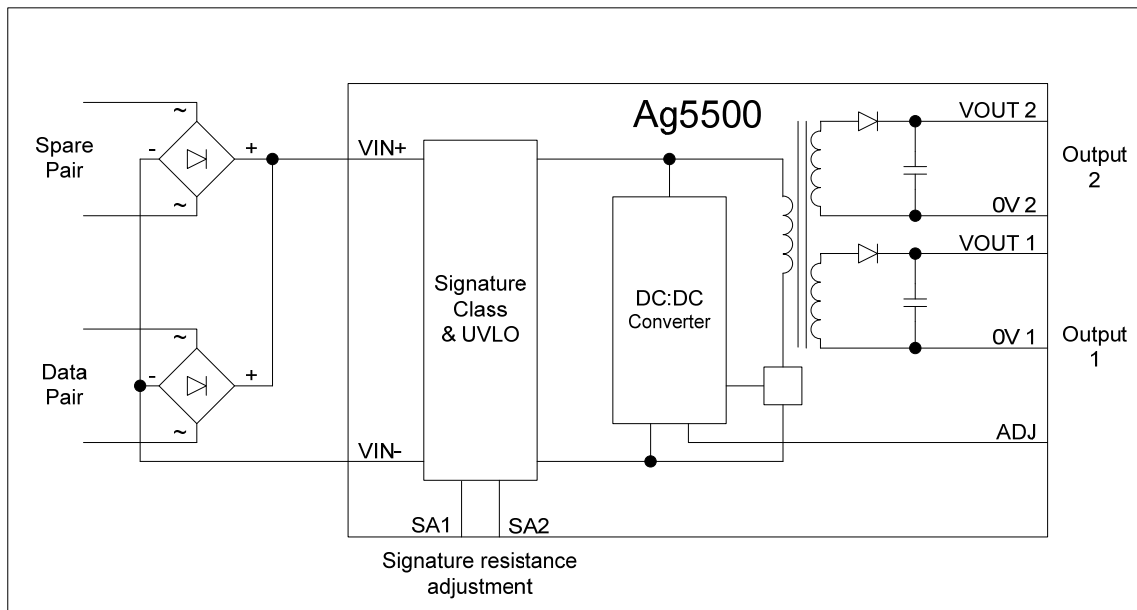 Ag5500
~
Spare
Pair
-
+
~
VIN+
VOUT 2
Output
2
0V 2
VOUT 1
Signature
Class
& UVLO
DC:DC
Converter
0V 1
Output
1
~
Data
Pair
-
+
~
ADJ
VIN-
SA1
SA2
Signature resistance
adjustment